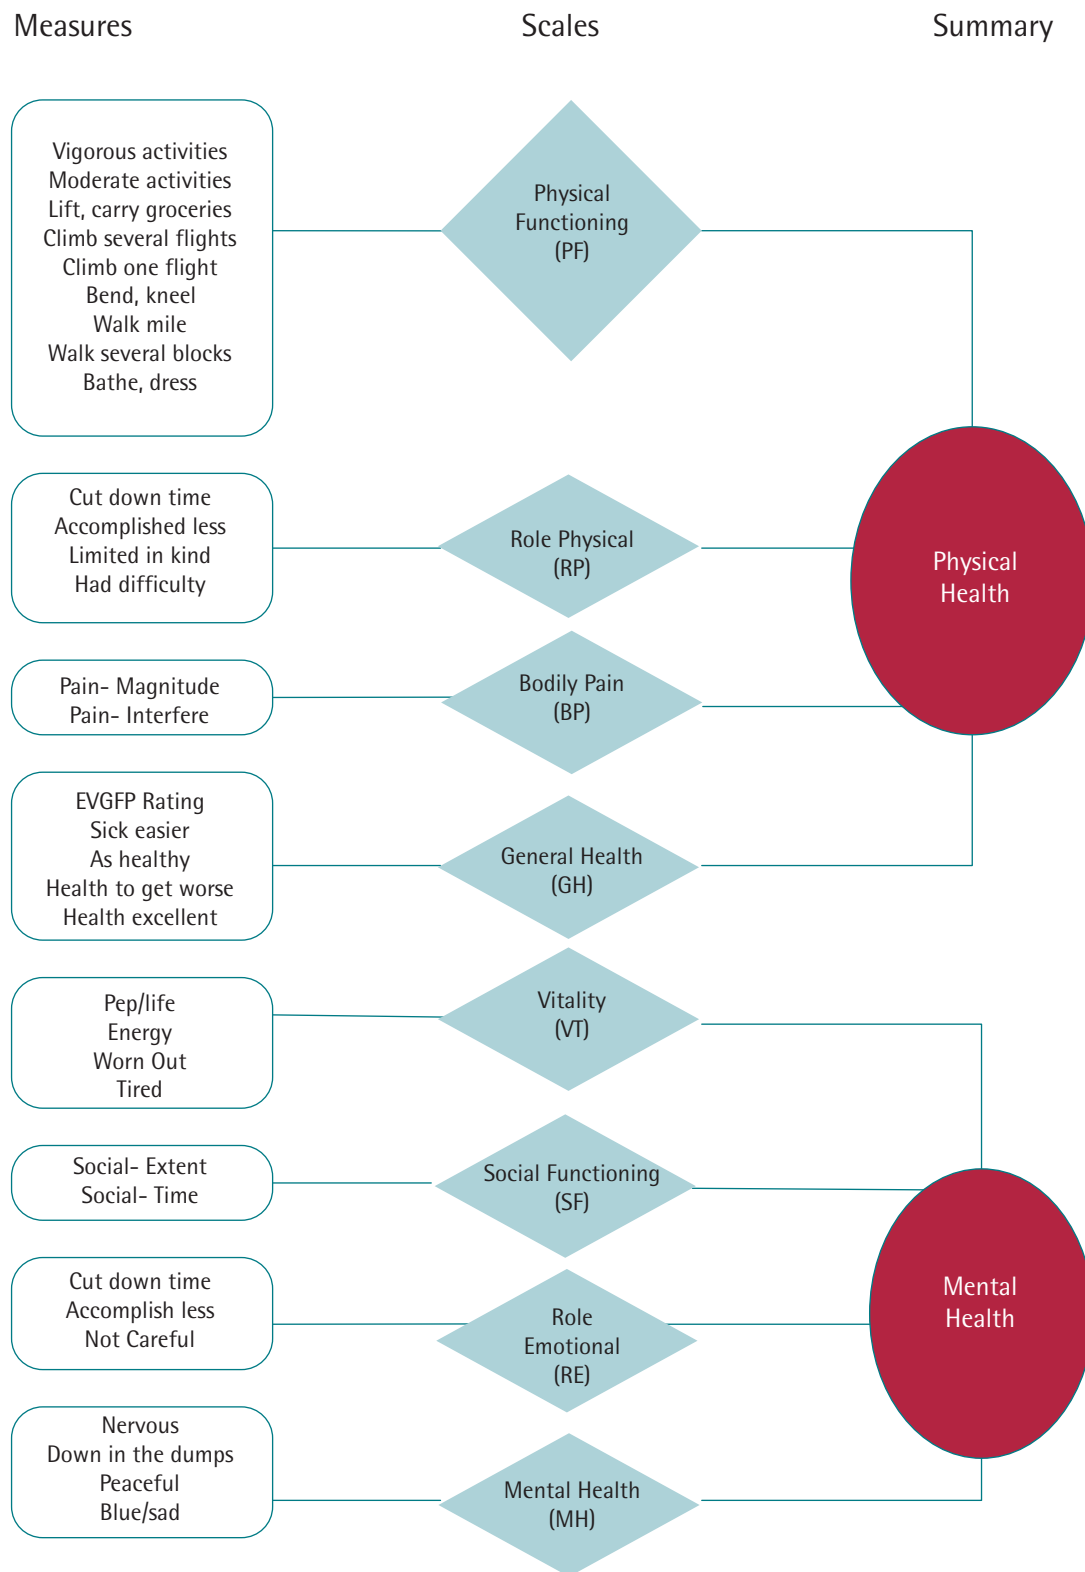 Measures
Scales
Summary
Vigorous activities
Moderate activities
Lift, carry groceries
Climb several flights
Climb one flight
Bend, kneel
Walk mile
Walk several blocks
Bathe, dress
Physical
Functioning
(PF)
Cut down time
Accomplished less
Limited in kind
Had difficulty
Role Physical
(RP)
Physical
Health
Pain- Magnitude
Pain- Interfere
Bodily Pain
(BP)
EVGFP Rating
Sick easier
As healthy
Health to get worse
Health excellent
General Health
(GH)
Pep/life
Energy
Worn Out
Tired
Vitality
(VT)
Social- Extent
Social- Time
Social Functioning
(SF)
Cut down time
Accomplish less
Not Careful
Role
Emotional
(RE)
Mental
Health
Nervous
Down in the dumps
Peaceful
Blue/sad
Mental Health
(MH)